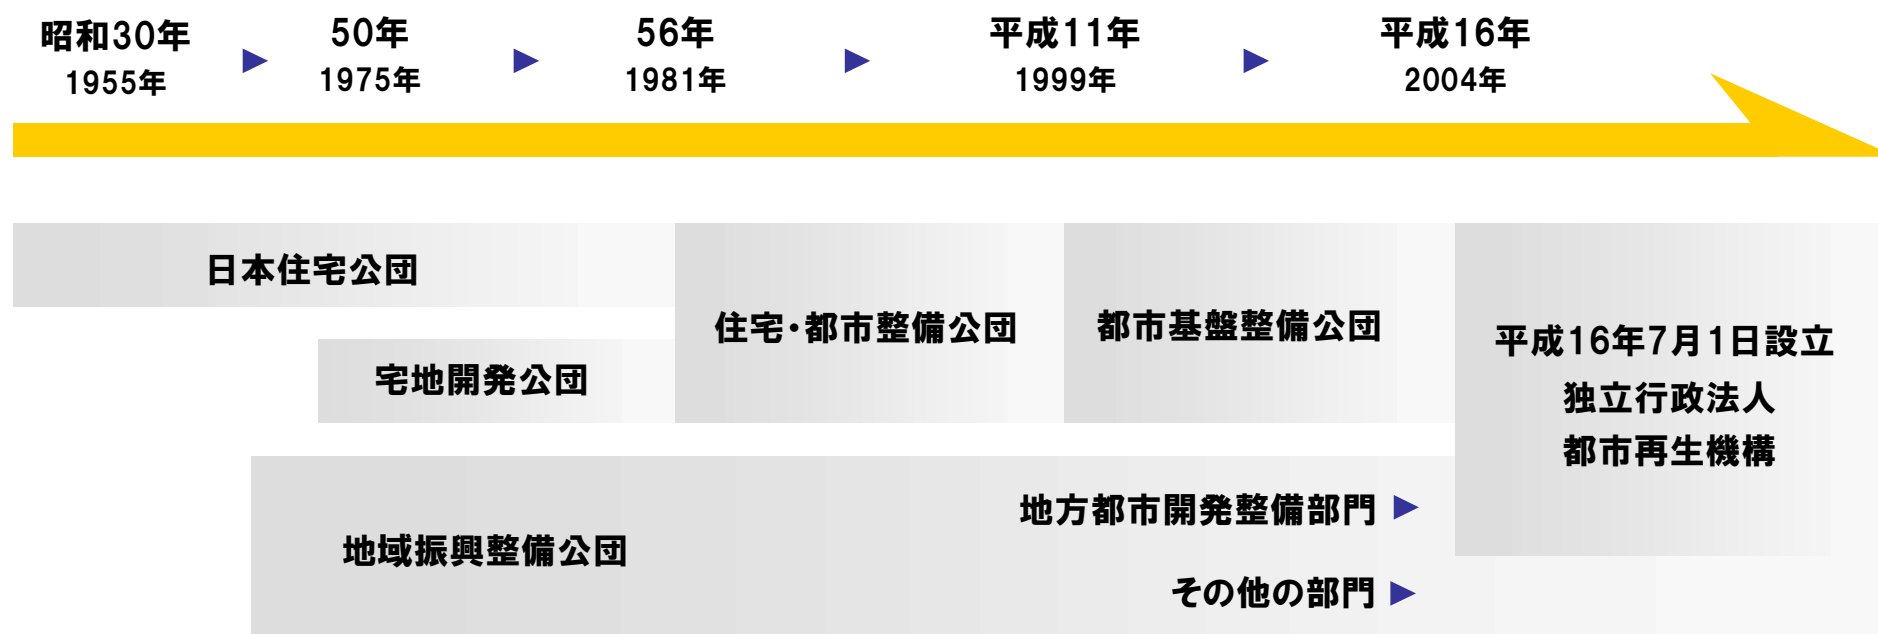 昭和30年
1955年
50年
1975年
56年
1981年
平成11年
1999年
平成16年
2004年
日本住宅公団
宅地開発公団
住宅・都市整備公団
都市基盤整備公団
平成16年7月1日設立
独立行政法人
都市再生機構
地域振興整備公団
地方都市開発整備部門
その他の部門